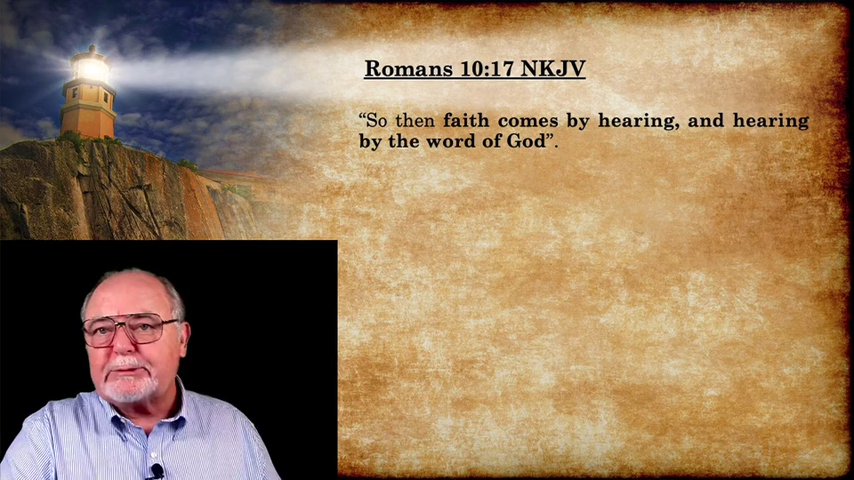 Romans 10:17 NKJV
“So then faith comes by hearing, and hearing
by the word of God”.